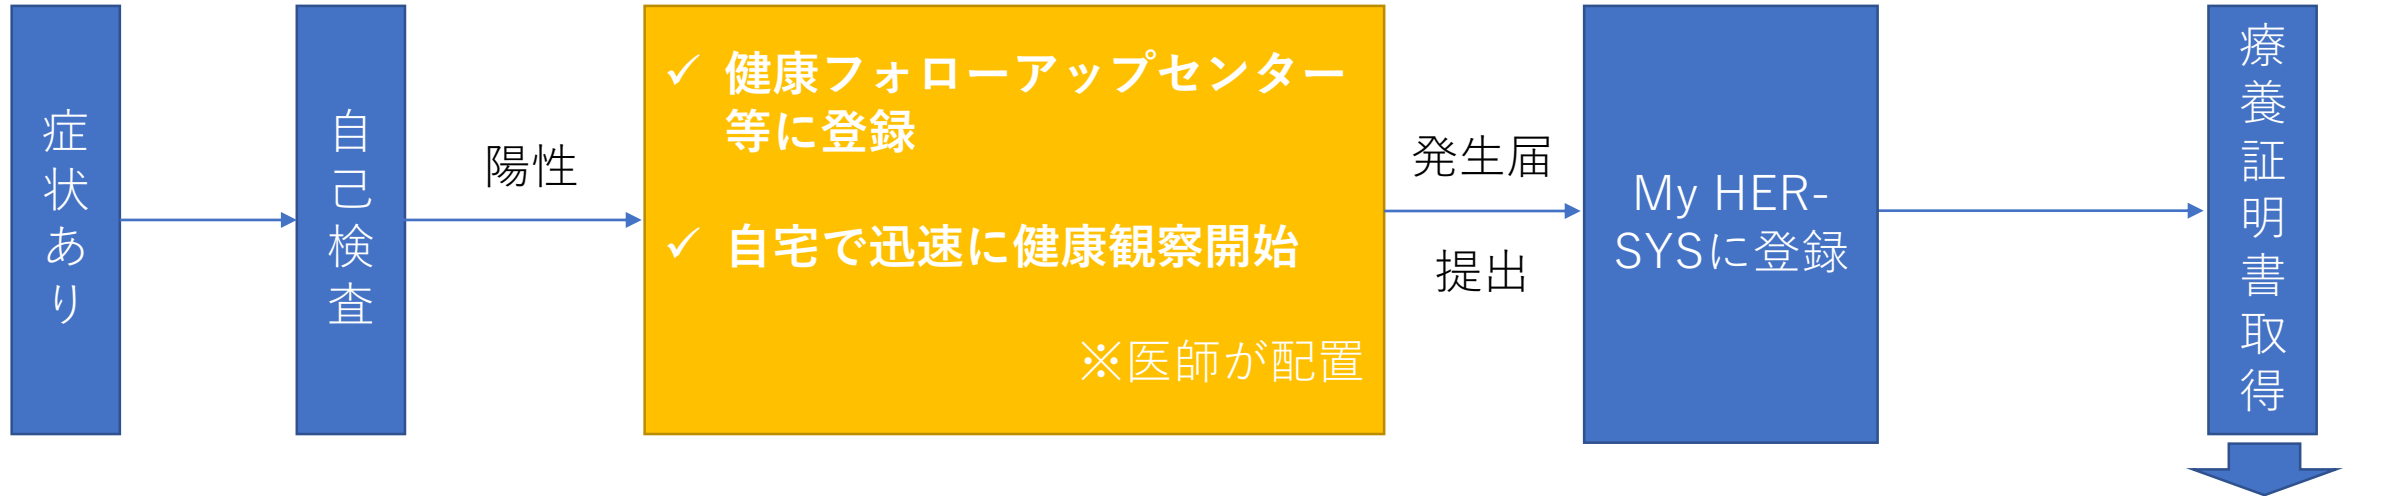 症状あり
自己検査
陽性
✓ 健康フォローアップセンター
等に登録
✓ 自宅で迅速に健康観察開始
※医師が配置
発生届
提出
My HER-
SYSに登録
療養証明書取得